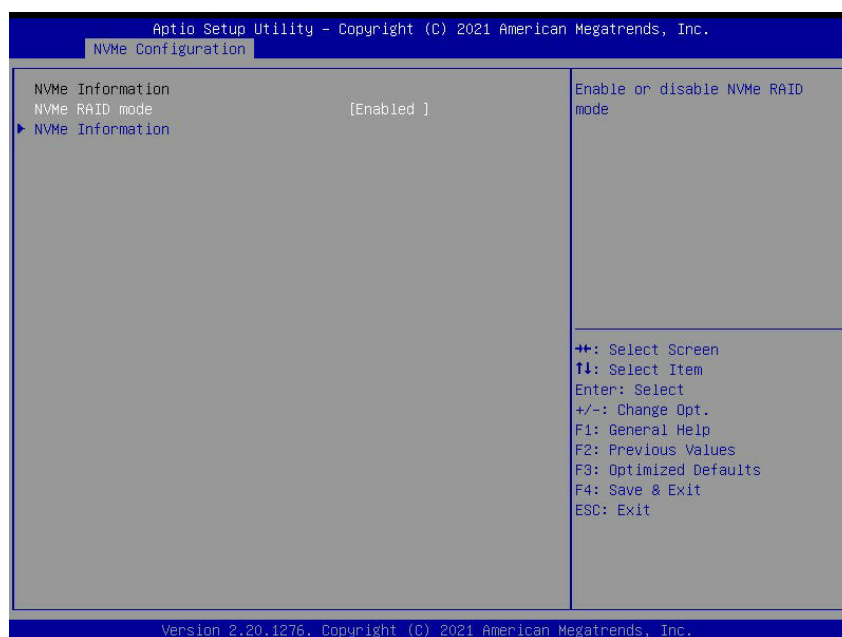 Aptio Setup Utility – Copyright (C) 2021 American Megatrends, Inc.
NVMe Configuration
NVMe Information
NVMe RAID mode [Enabled ]
▶ NVMe Information
Enable or disable NVMe RAID
mode
→←: Select Screen
↑↓: Select Item
Enter: Select
+/-: Change Opt.
F1: General Help
F2: Previous Values
F3: Optimized Defaults
F4: Save & Exit
ESC: Exit
Version 2.20.1276. Copyright (C) 2021 American Megatrends, Inc.